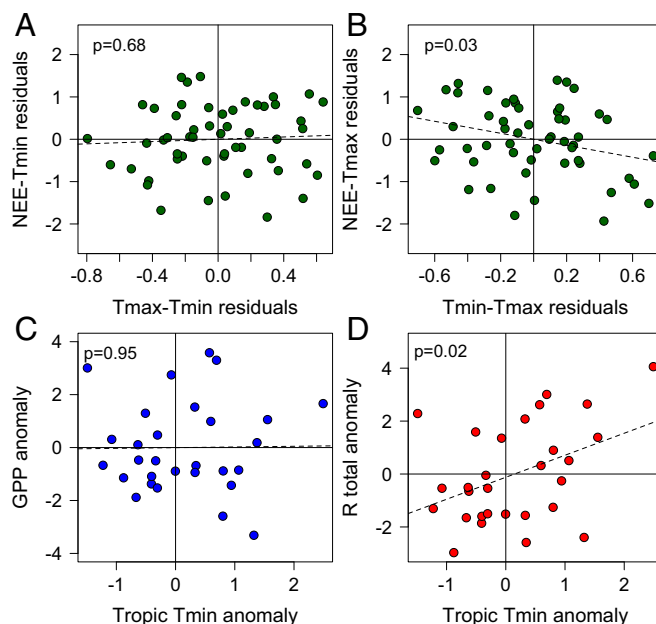 A
B
p=0.68
p=0.03
NEE-Tmin residuals
NEE-Tmax residuals
2
1
0
-1
-2
2
1
0
-1
-2
-0.8 -0.4 0.0 0.4
-0.6 -0.2 0.2 0.6
Tmax-Tmin residuals
Tmin-Tmax residuals
C
D
p=0.95
p=0.02
GPP anomaly
R total anomaly
4
2
0
-2
-4
4
2
0
-2
-1 0 1 2
-1 0 1 2
Tropic Tmin anomaly
Tropic Tmin anomaly